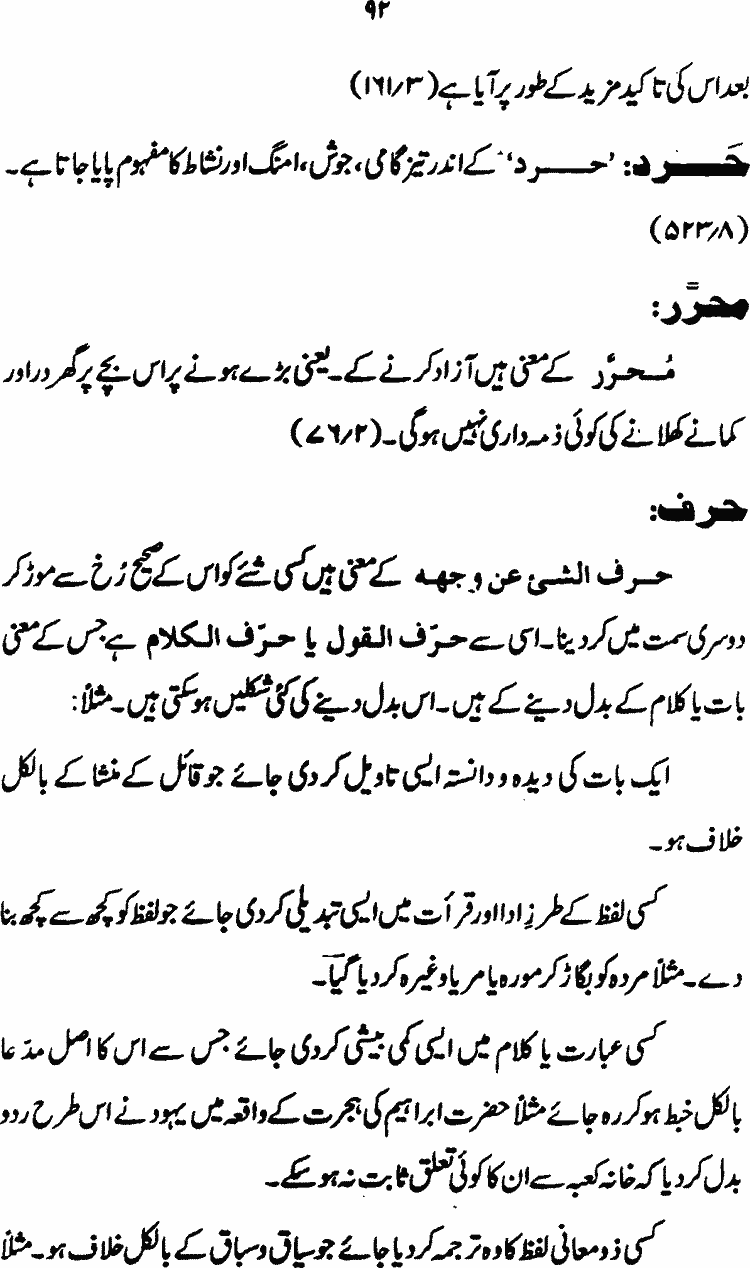 ۹۲
بعد اس کی تاکید مزید کے طور پر آیا ہے (۱۶۱/۳)
حَــرد: ’حــرد‘ کے اندر تیز گامی، جوش، امنگ اور نشاط کا مفہوم پایا جاتا ہے۔
(۵۲۳/۸)
محرَّر:
مُحرَّر کے معنی ہیں آزاد کرنے کے۔ یعنی بڑے ہونے پر اس بچے پر گھر در اور
کمانے کھلانے کی کوئی ذمہ داری نہیں ہوگی۔ (۷۶/۲)
حرف:
حرف الشئ عن وجهه کے معنی ہیں کسی شئے کو اس کے صحیح رُخ سے موڑ کر
دوسری سمت میں کر دینا۔ اسی سے حرّف القول یا حرّف الکلام ہے جس کے معنی
بات یا کلام کے بدل دینے کے ہیں۔ اس بدل دینے کی کئی شکلیں ہوسکتی ہیں۔ مثلاً:
ایک بات کی دیدہ و دانستہ ایسی تاویل کر دی جائے جو قائل کے منشا کے بالکل
خلاف ہو۔
کسی لفظ کے طرزِ ادا اور قرأت میں ایسی تبدیلی کر دی جائے جو لفظ کو کچھ سے کچھ بنا
دے۔ مثلاً مردہ کو بگاڑ کر مورہ یا مریا وغیرہ کر دیا گیا۔
کسی عبارت یا کلام میں ایسی کمی بیشی کر دی جائے جس سے اس کا اصل مدّعا
بالکل خبط ہو کر رہ جائے مثلاً حضرت ابراہیم کی ہجرت کے واقعہ میں یہود نے اس طرح ردو
بدل کر دیا کہ خانہ کعبہ سے ان کا کوئی تعلق ثابت نہ ہوسکے۔
کسی ذو معانی لفظ کا وہ ترجمہ کر دیا جائے جو سیاق و سباق کے بالکل خلاف ہو۔ مثلاً